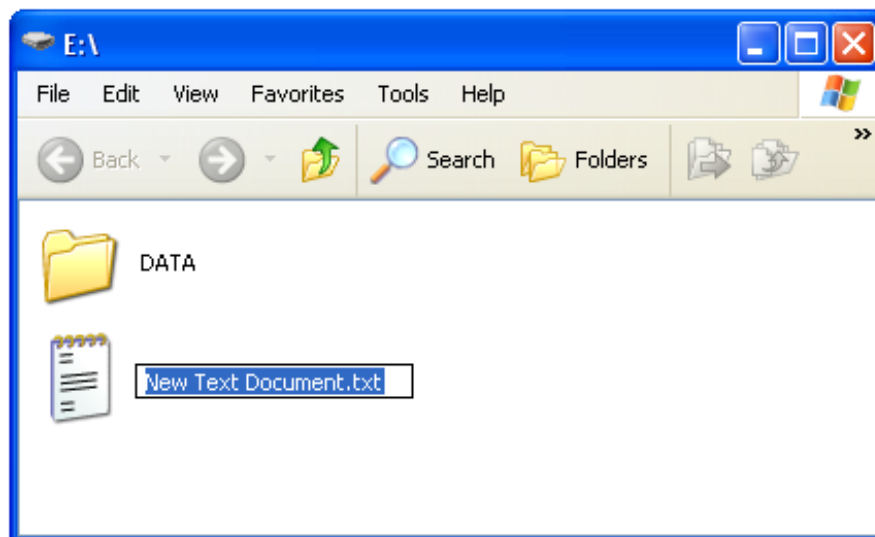 E:\
File Edit View Favorites Tools Help
Back Search Folders »
DATA
New Text Document.txt